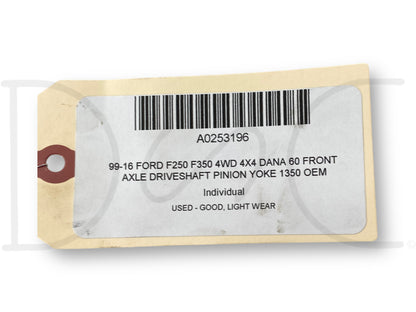 A0253196
99-16 FORD F250 F350 4WD 4X4 DANA 60 FRONT
AXLE DRIVESHAFT PINION YOKE 1350 OEM
Individual
USED - GOOD, LIGHT WEAR